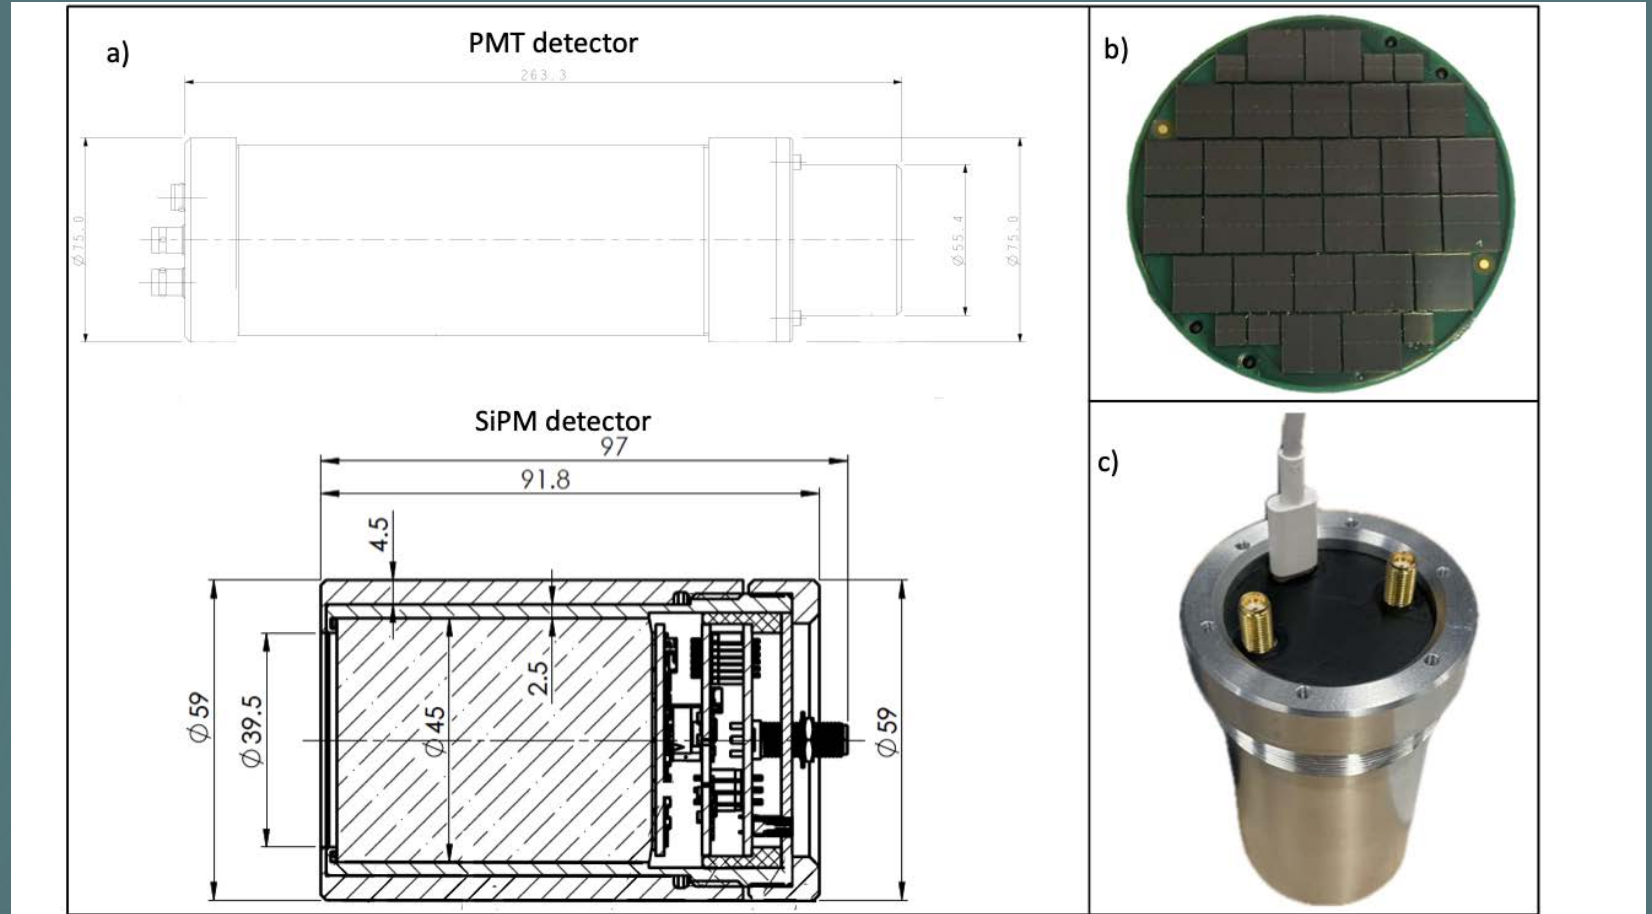 a)
PMT detector
263.3
Ø75.0
Ø55.4
Ø75.0
SiPM detector
97
91.8
4.5
2.5
Ø59
Ø39.5
Ø45
Ø59
b)
c)